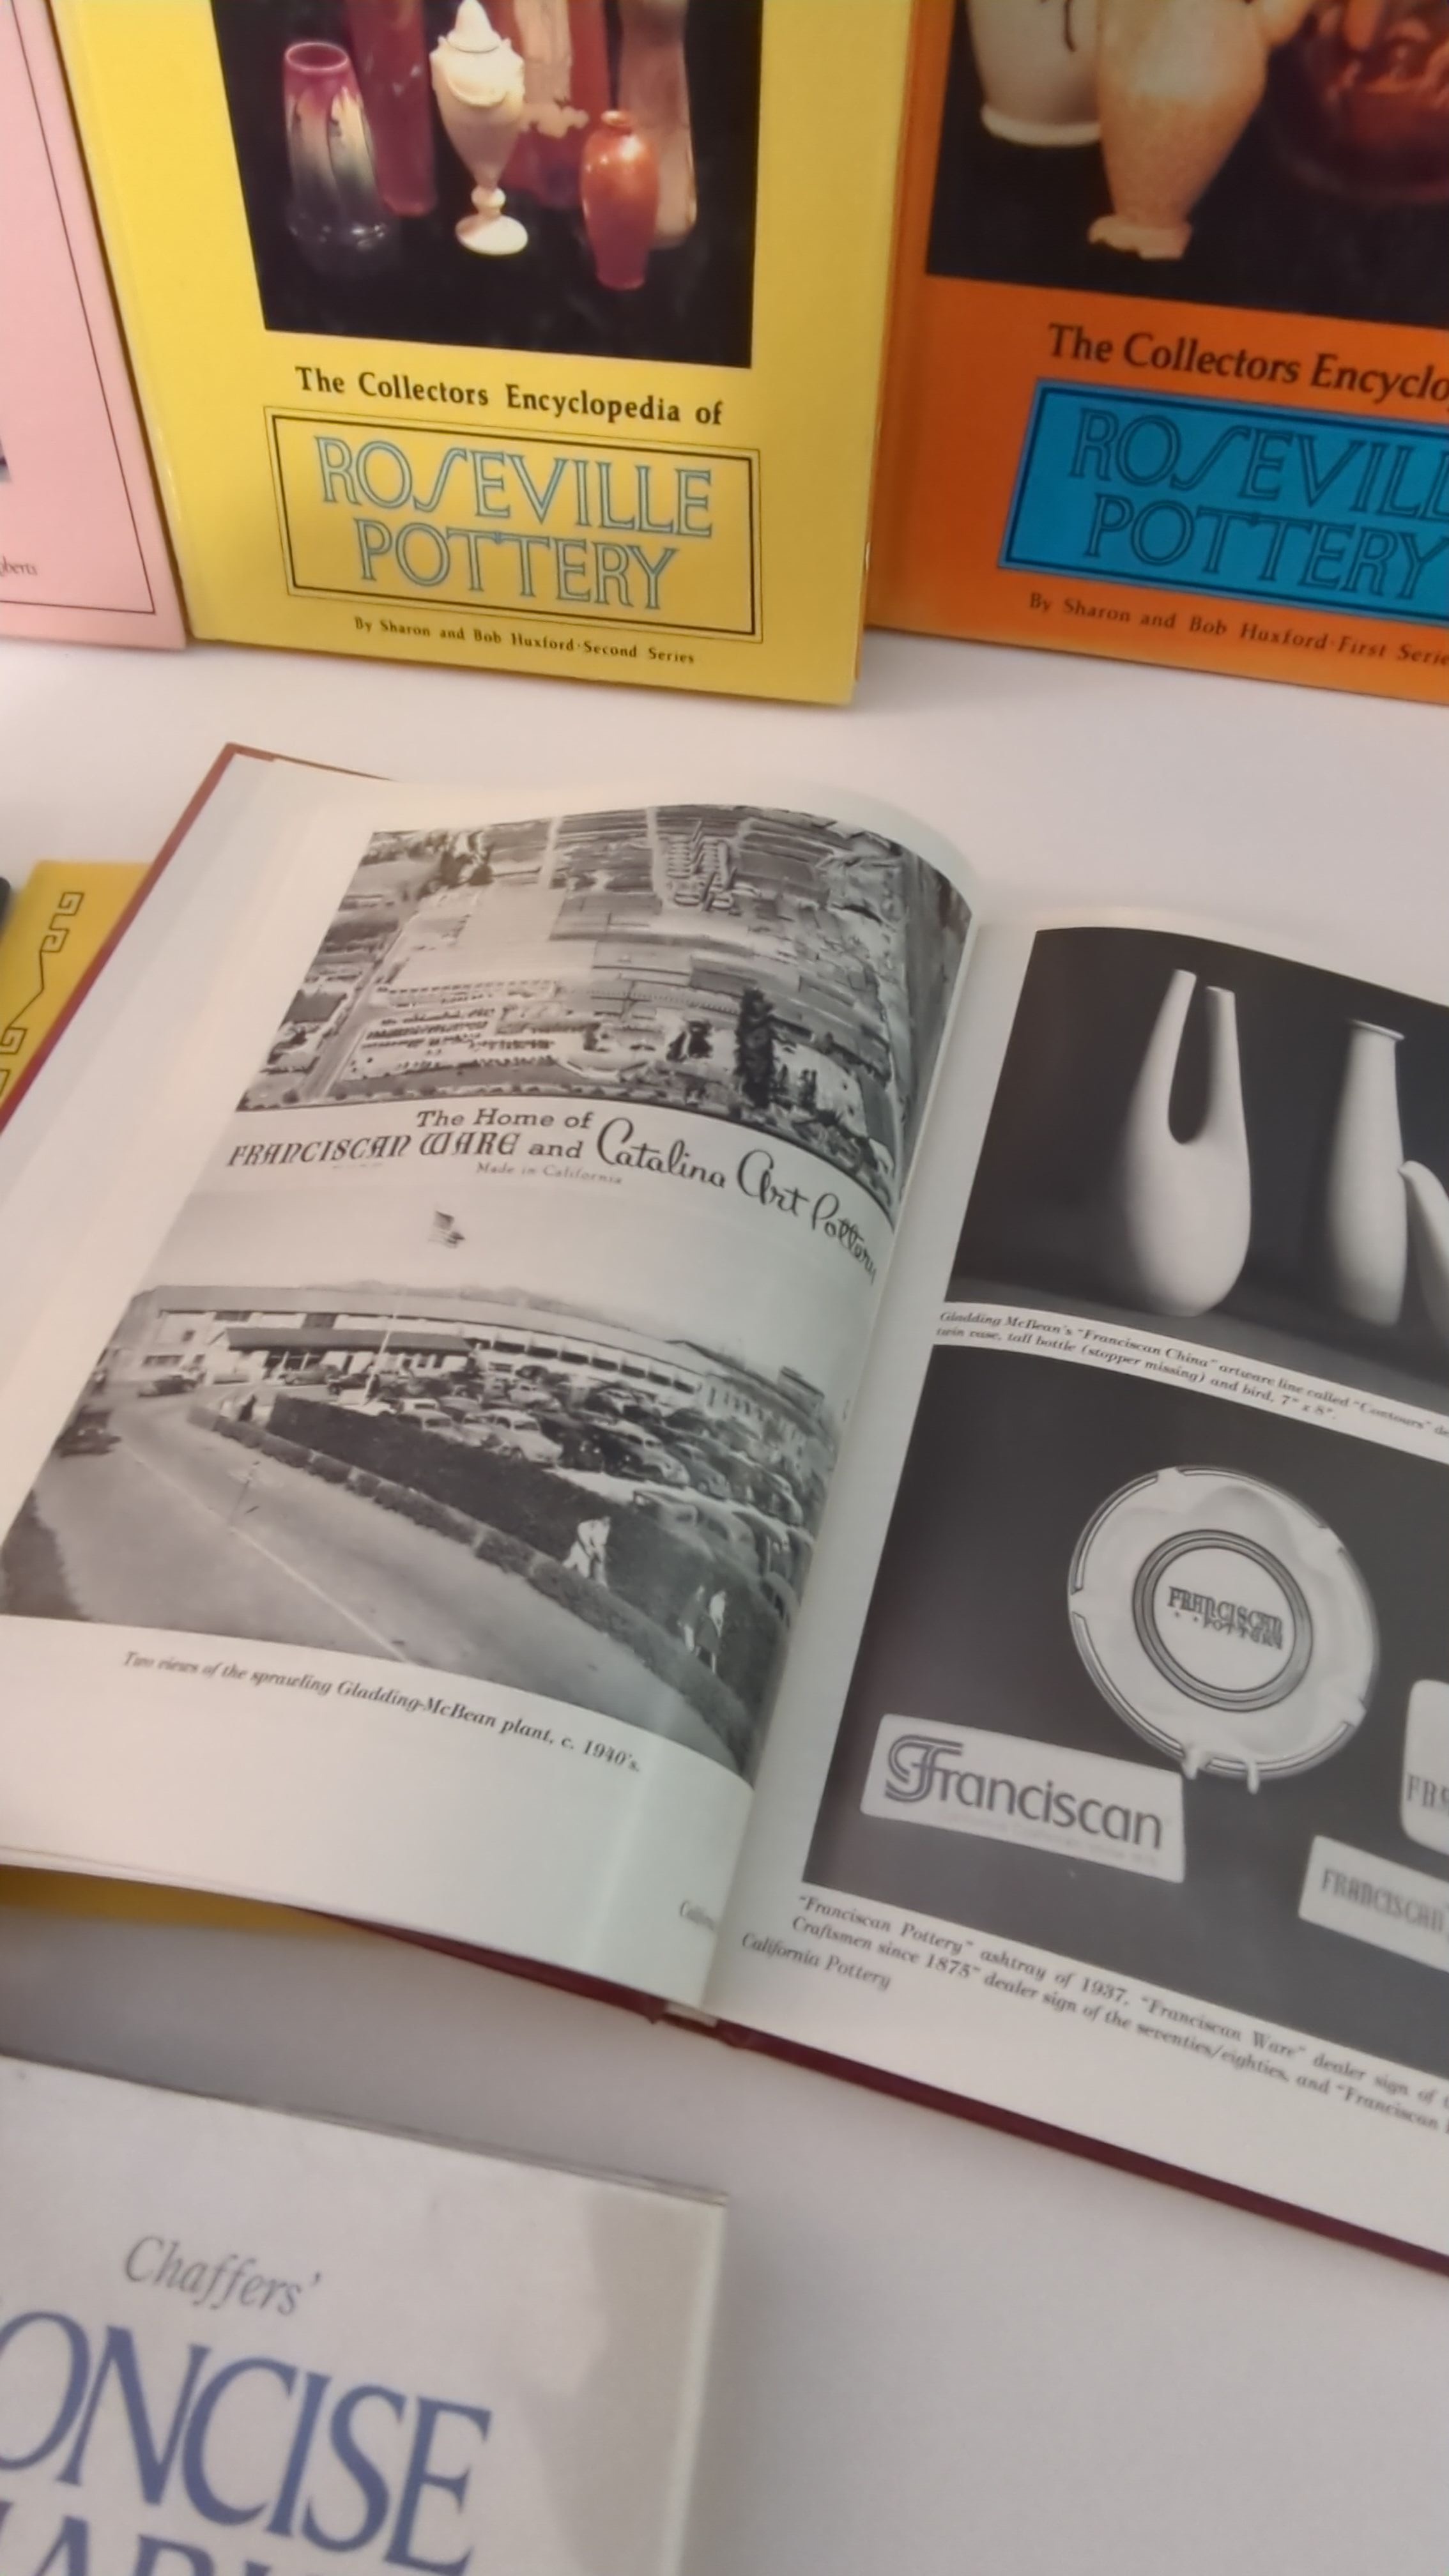 The Collectors Encyclopedia of
ROSEVILLE
POTTERY
By Sharon and Bob Huxford·Second Series
The Collectors Encyclo
ROSEVILL
POTTERY
By Sharon and Bob Huxford·First Serie
oberts
The Home of
FRANCISCAN WARE and Catalina Art Pottery
Made in California
Two views of the sprawling Gladding-McBean plant, c. 1940's.
Gladding McBean's "Franciscan China" artware line called "Contours" de
twin vase, tall bottle (stopper missing) and bird, 7" x 8".
FRANCISCAN
POTTERY
Franciscan
FRANCISCAN
"Franciscan Pottery" ashtray of 1937, "Franciscan Ware" dealer sign of
Craftsmen since 1875" dealer sign of the seventies/eighties, and "Franciscan
California Pottery
Chaffers'
ONCISE